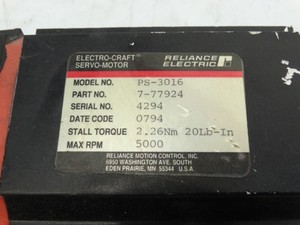 ELECTRO-CRAFT®
SERVO-MOTOR
RELIANCE
ELECTRIC
MODEL NO. PS-3016
PART NO. 7-77924
SERIAL NO. 4294
DATE CODE 0794
STALL TORQUE 2.26Nm 20Lb-In
MAX RPM 5000
RELIANCE MOTION CONTROL, INC.
6950 WASHINGTON AVE. SOUTH
EDEN PRAIRIE, MN 55344 U.S.A